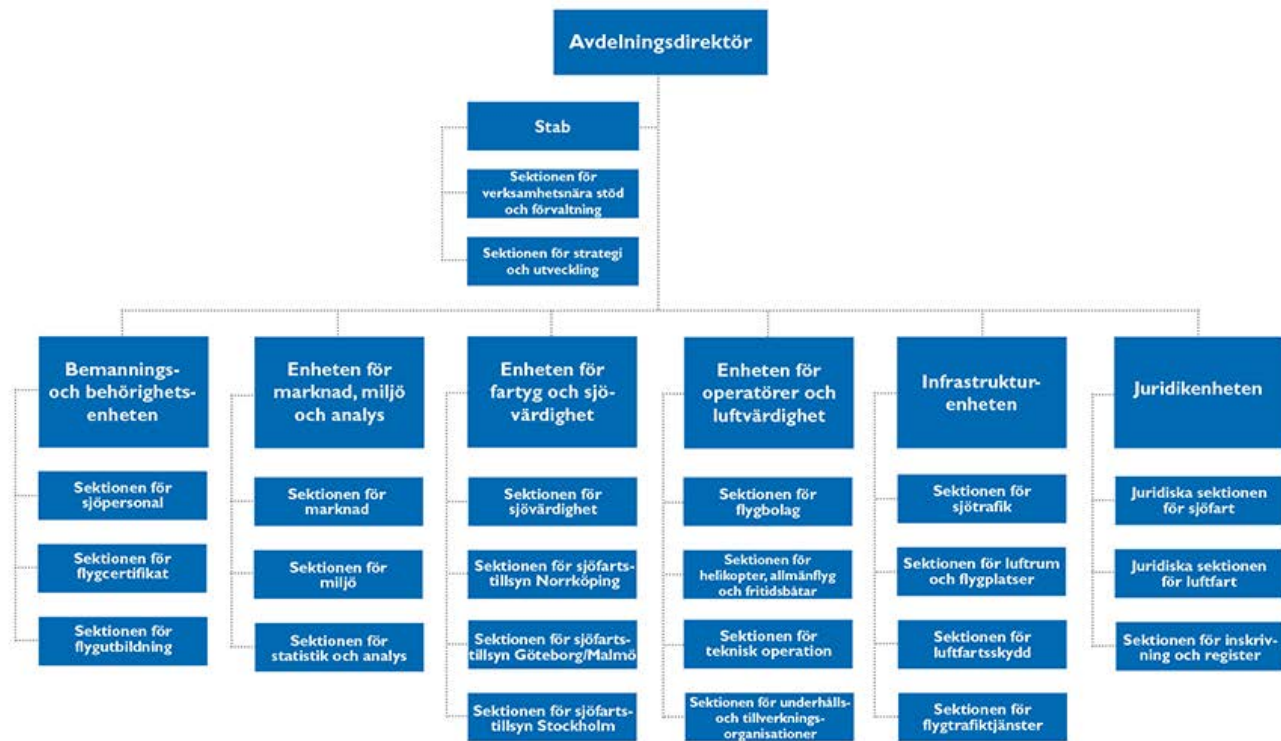 Avdelningsdirektör
Stab
Sektionen för
verksamhetsnära stöd
och förvaltning
Sektionen för strategi
och utveckling
Bemannings-
och behörighets-
enheten
Sektionen för
sjöpersonal
Sektionen för
flygcertifikat
Sektionen för
flygutbildning
Enheten för
marknad, miljö
och analys
Sektionen för
marknad
Sektionen för
miljö
Sektionen för
statistik och analys
Enheten för
fartyg och sjö-
värdighet
Sektionen för
sjövärdighet
Sektionen för sjöfarts-
tillsyn Norrköping
Sektionen för sjöfarts-
tillsyn Göteborg/Malmö
Sektionen för sjöfarts-
tillsyn Stockholm
Enheten för
operatörer och
luftvärdighet
Sektionen för
flygbolag
Sektionen för
helikopter, allmänflyg
och fritidsbåtar
Sektionen för
teknisk operation
Sektionen för underhålls-
och tillverknings-
organisationer
Infrastruktur-
enheten
Sektionen för
sjötrafik
Sektionen för luftrum
och flygplatser
Sektionen för
luftfartsskydd
Sektionen för
flygtrafiktjänster
Juridikenheten
Juridiska sektionen
för sjöfart
Juridiska sektionen
för luftfart
Sektionen för inskriv-
ning och register